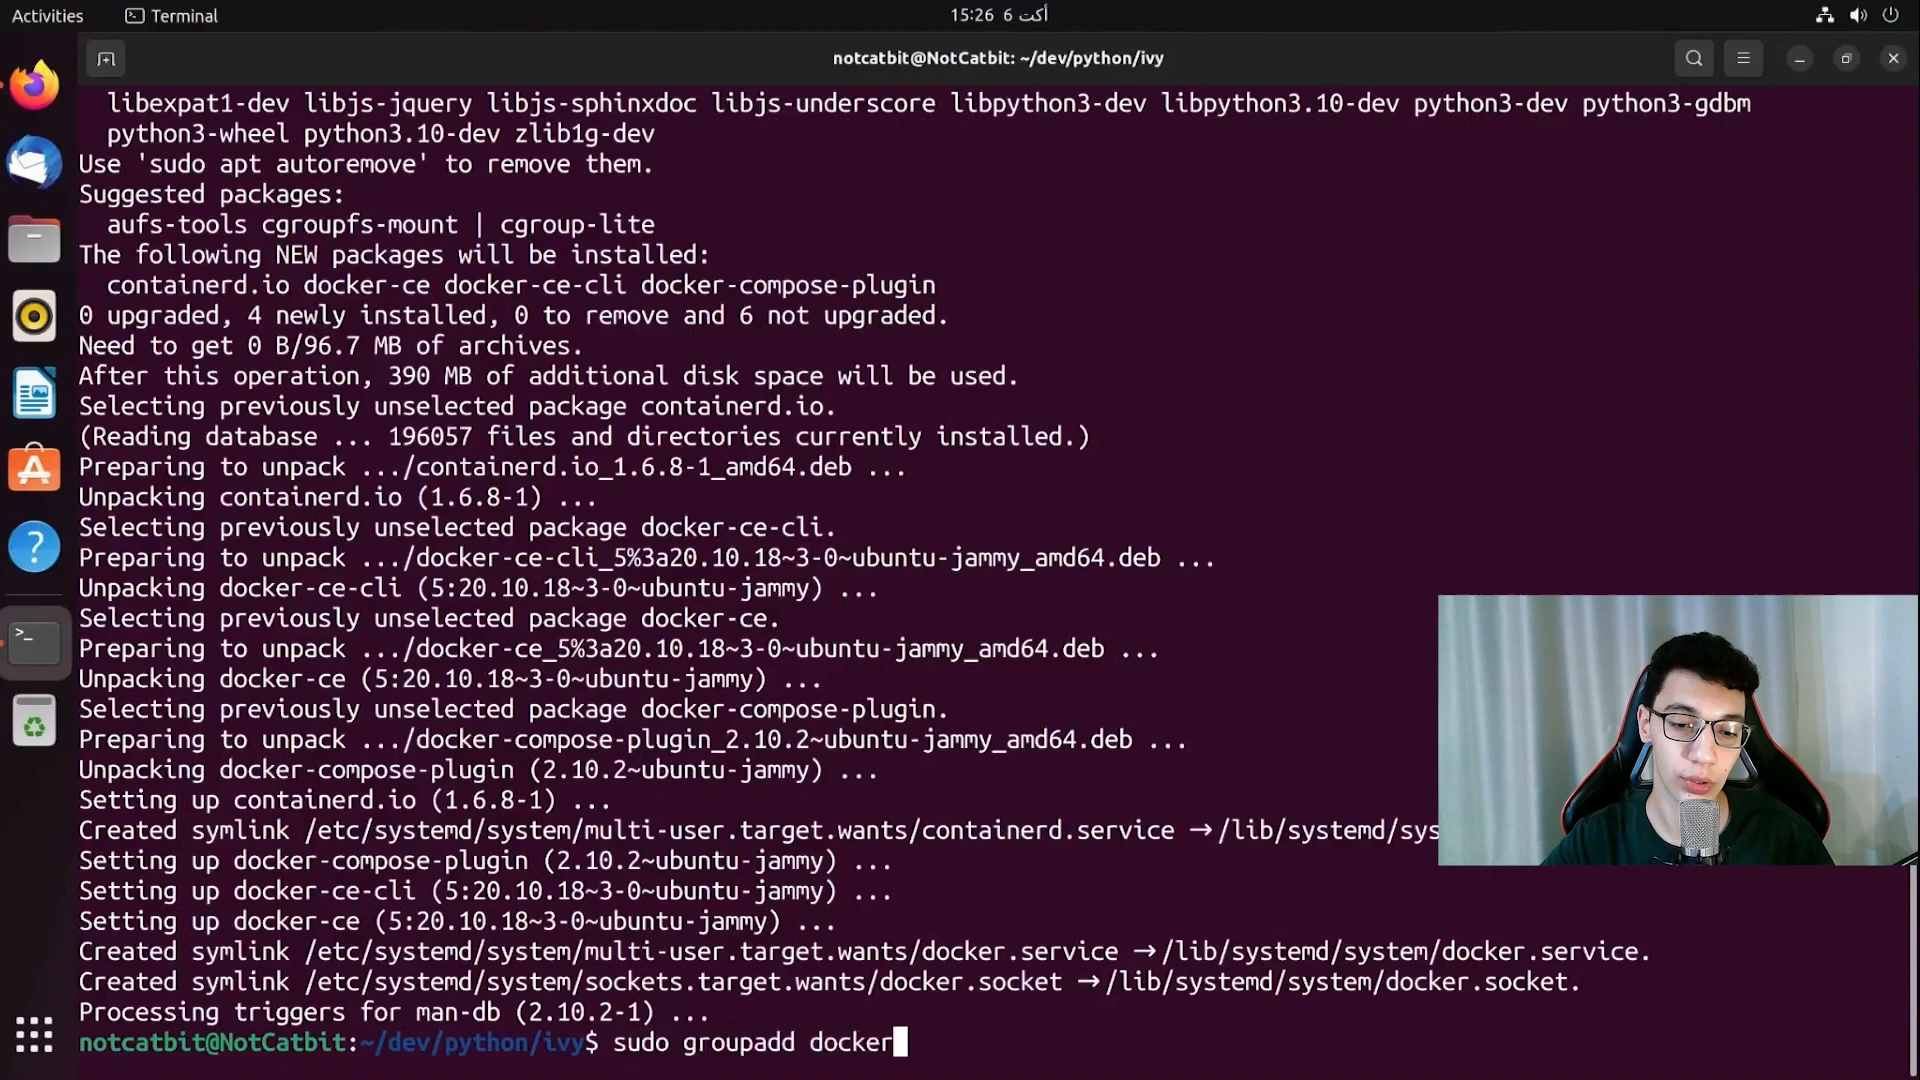 Activities
Terminal
15:26  6 أكت
notcatbit@NotCatbit: ~/dev/python/ivy
libexpat1-dev libjs-jquery libjs-sphinxdoc libjs-underscore libpython3-dev libpython3.10-dev python3-dev python3-gdbm
python3-wheel python3.10-dev zlib1g-dev
Use 'sudo apt autoremove' to remove them.
Suggested packages:
aufs-tools cgroupfs-mount | cgroup-lite
The following NEW packages will be installed:
containerd.io docker-ce docker-ce-cli docker-compose-plugin
0 upgraded, 4 newly installed, 0 to remove and 6 not upgraded.
Need to get 0 B/96.7 MB of archives.
After this operation, 390 MB of additional disk space will be used.
Selecting previously unselected package containerd.io.
(Reading database ... 196057 files and directories currently installed.)
Preparing to unpack .../containerd.io_1.6.8-1_amd64.deb ...
Unpacking containerd.io (1.6.8-1) ...
Selecting previously unselected package docker-ce-cli.
Preparing to unpack .../docker-ce-cli_5%3a20.10.18~3-0~ubuntu-jammy_amd64.deb ...
Unpacking docker-ce-cli (5:20.10.18~3-0~ubuntu-jammy) ...
Selecting previously unselected package docker-ce.
Preparing to unpack .../docker-ce_5%3a20.10.18~3-0~ubuntu-jammy_amd64.deb ...
Unpacking docker-ce (5:20.10.18~3-0~ubuntu-jammy) ...
Selecting previously unselected package docker-compose-plugin.
Preparing to unpack .../docker-compose-plugin_2.10.2~ubuntu-jammy_amd64.deb ...
Unpacking docker-compose-plugin (2.10.2~ubuntu-jammy) ...
Setting up containerd.io (1.6.8-1) ...
Created symlink /etc/systemd/system/multi-user.target.wants/containerd.service → /lib/systemd/sys
Setting up docker-compose-plugin (2.10.2~ubuntu-jammy) ...
Setting up docker-ce-cli (5:20.10.18~3-0~ubuntu-jammy) ...
Setting up docker-ce (5:20.10.18~3-0~ubuntu-jammy) ...
Created symlink /etc/systemd/system/multi-user.target.wants/docker.service → /lib/systemd/system/docker.service.
Created symlink /etc/systemd/system/sockets.target.wants/docker.socket → /lib/systemd/system/docker.socket.
Processing triggers for man-db (2.10.2-1) ...
notcatbit@NotCatbit:~/dev/python/ivy$ sudo groupadd docker